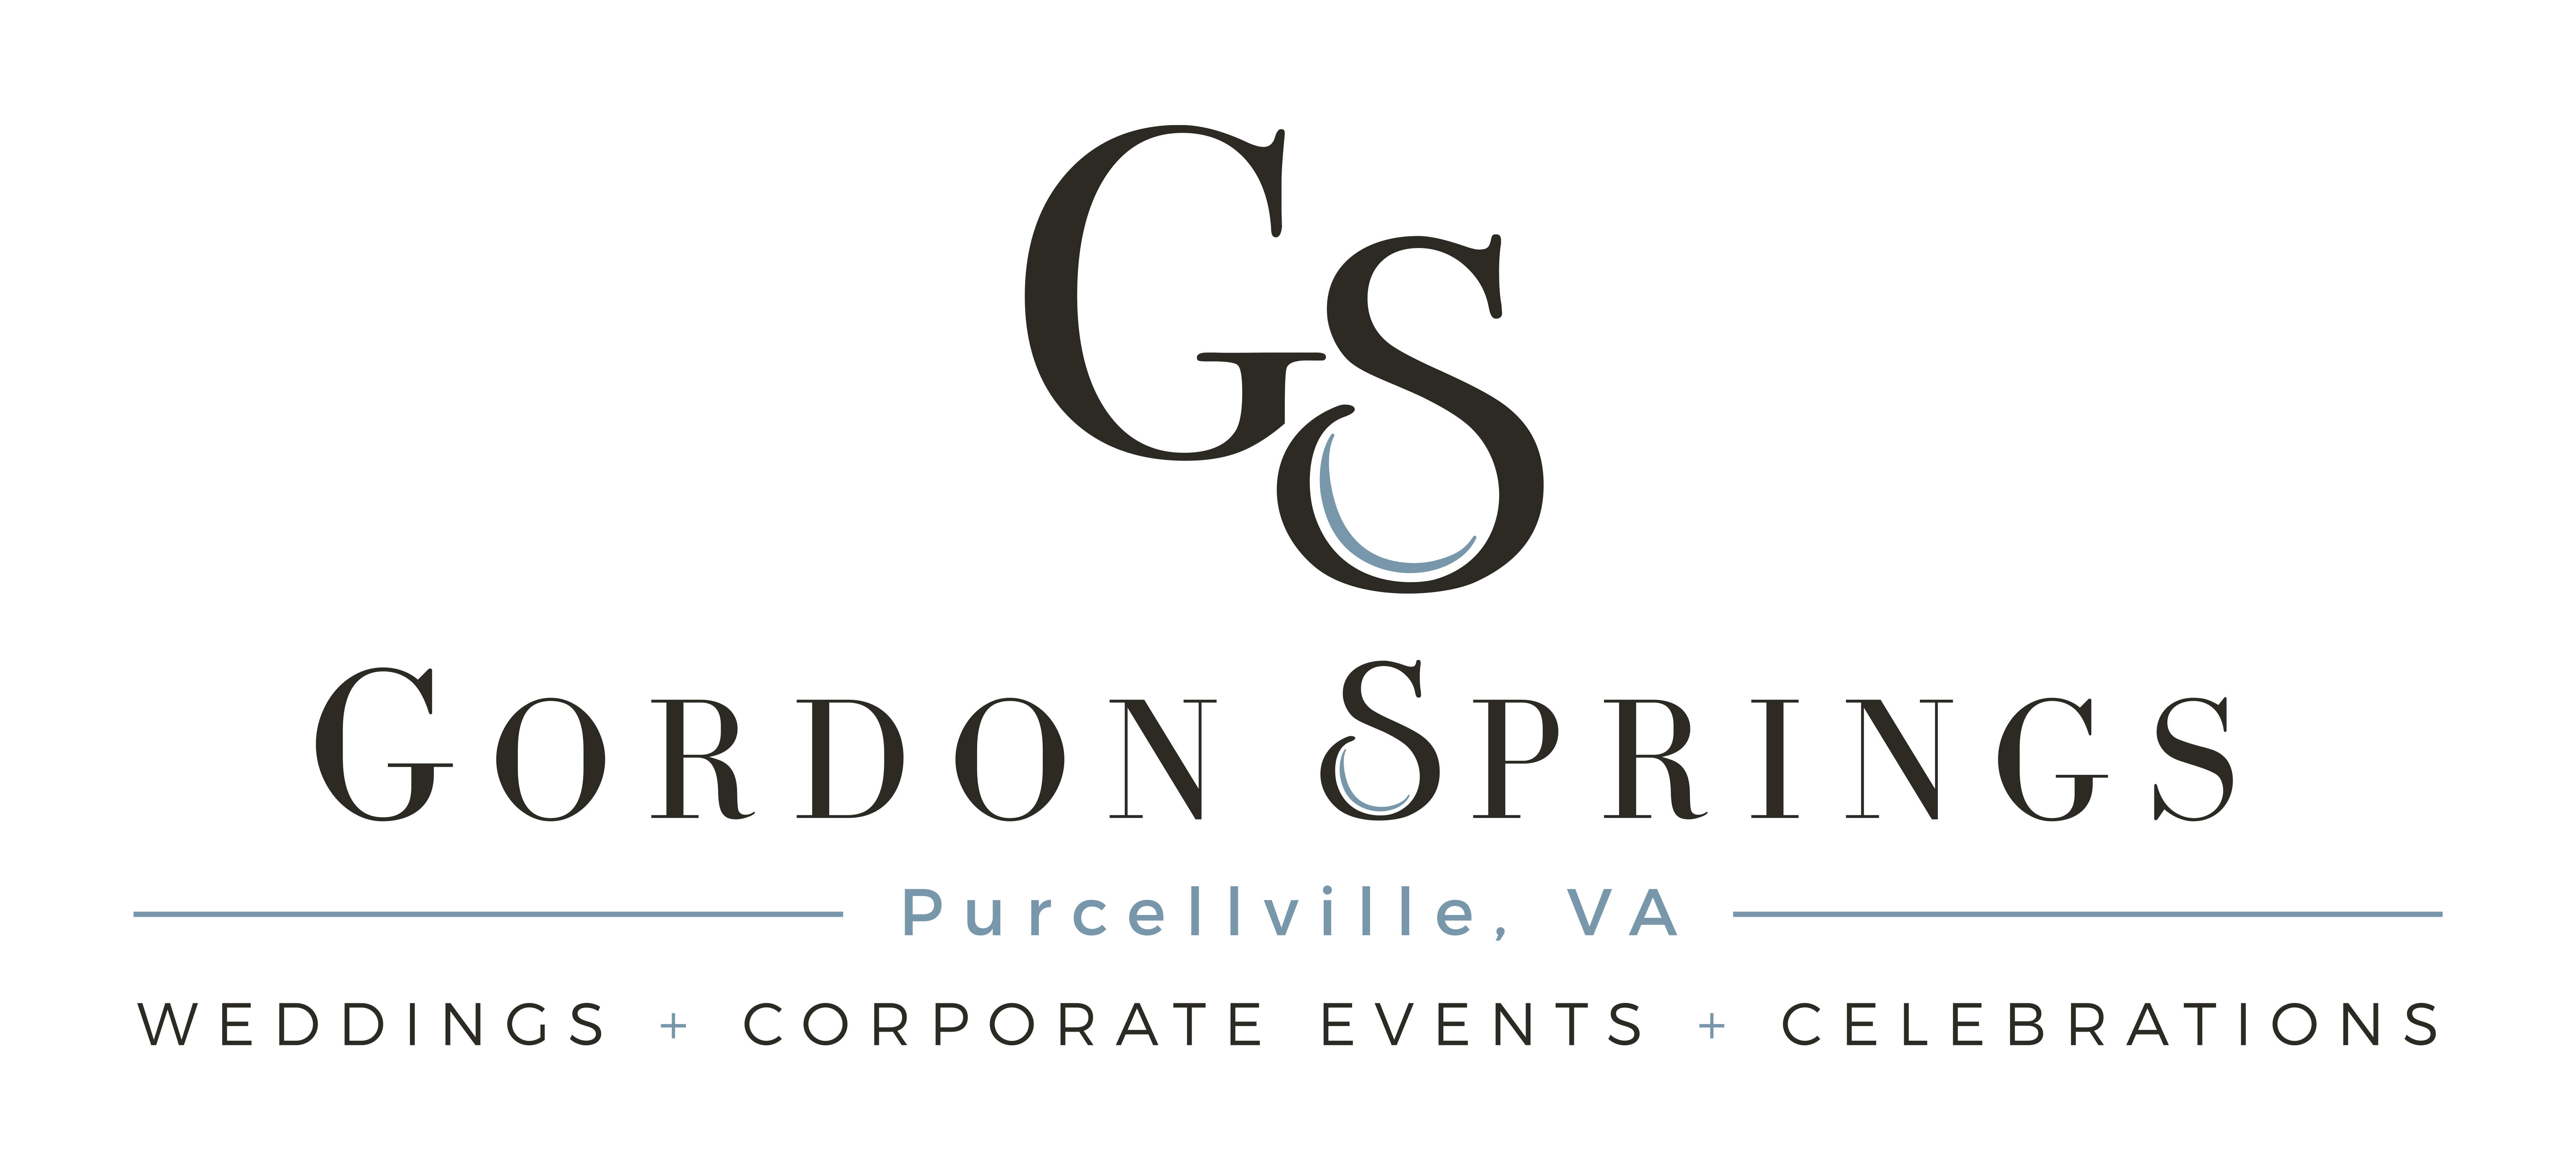 GS
GORDON SPRINGS
Purcellville, VA
WEDDINGS + CORPORATE EVENTS + CELEBRATIONS